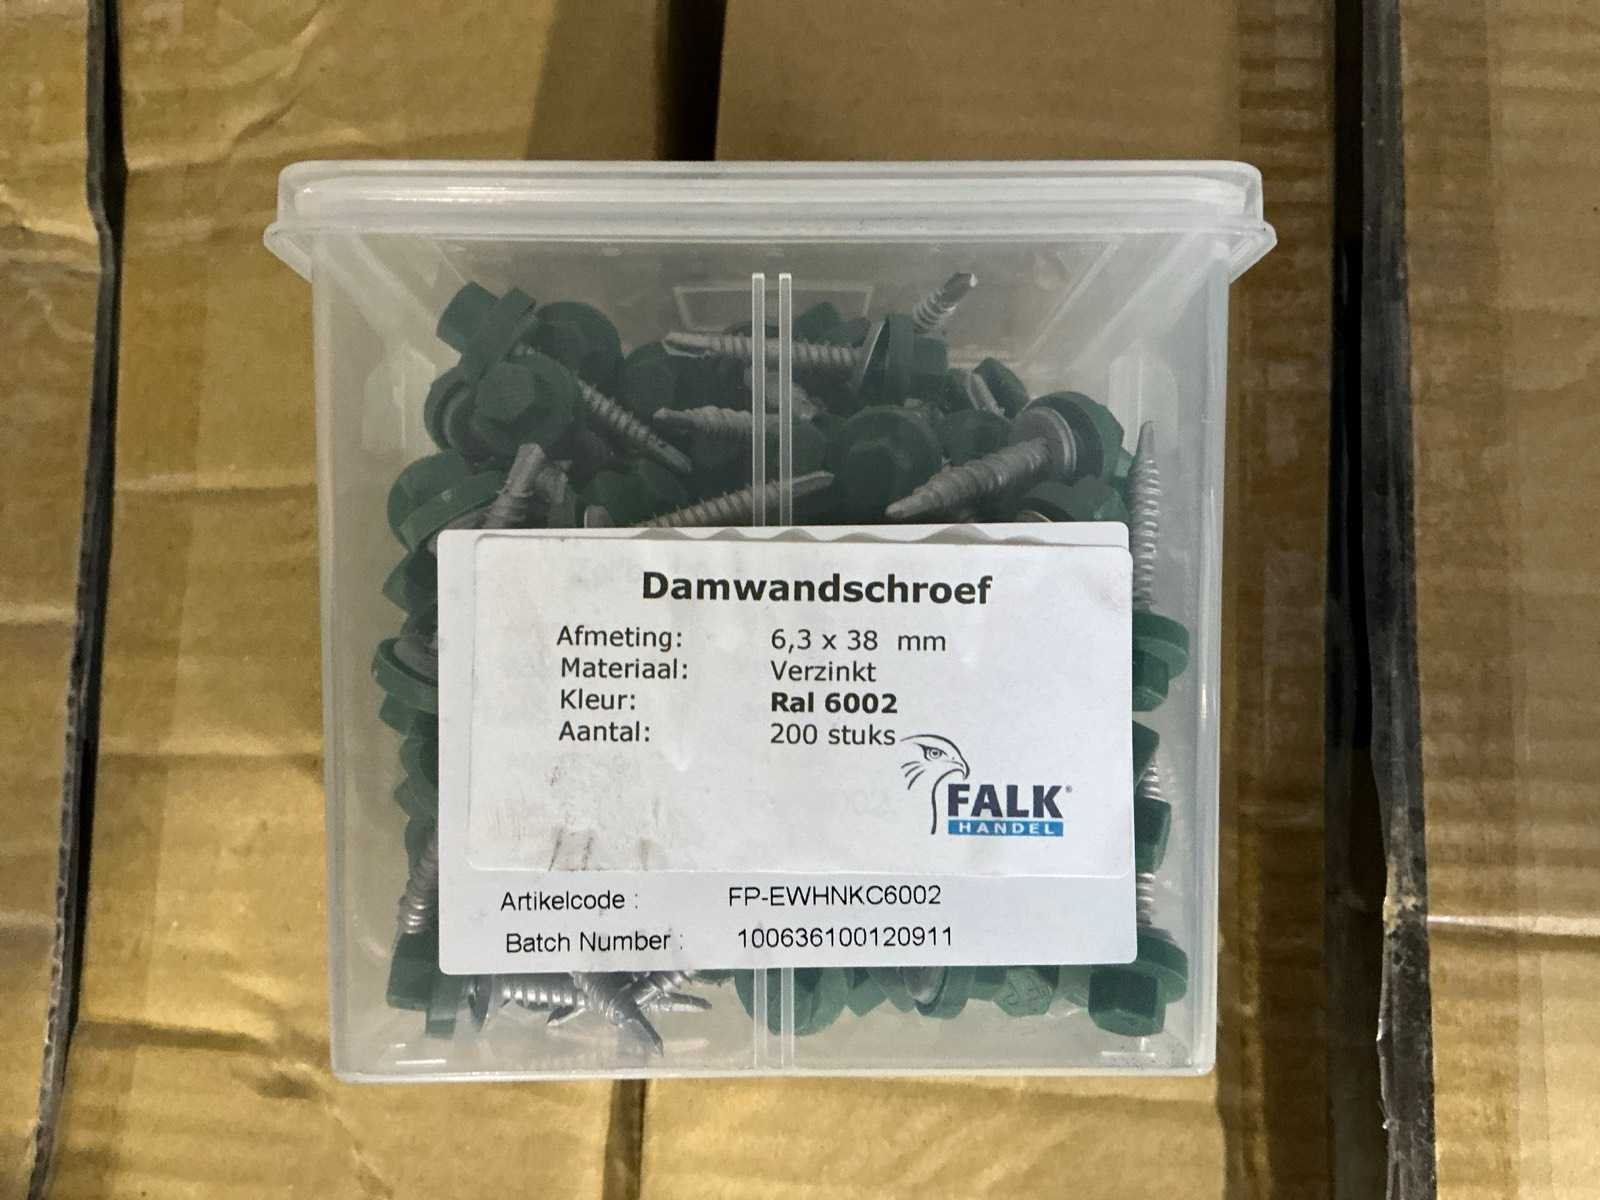 Damwandschroef
Afmeting: 6,3 x 38 mm
Materiaal: Verzinkt
Kleur: Ral 6002
Aantal: 200 stuks
FALK®
HANDEL
Artikelcode : FP-EWHNKC6002
Batch Number : 100636100120911